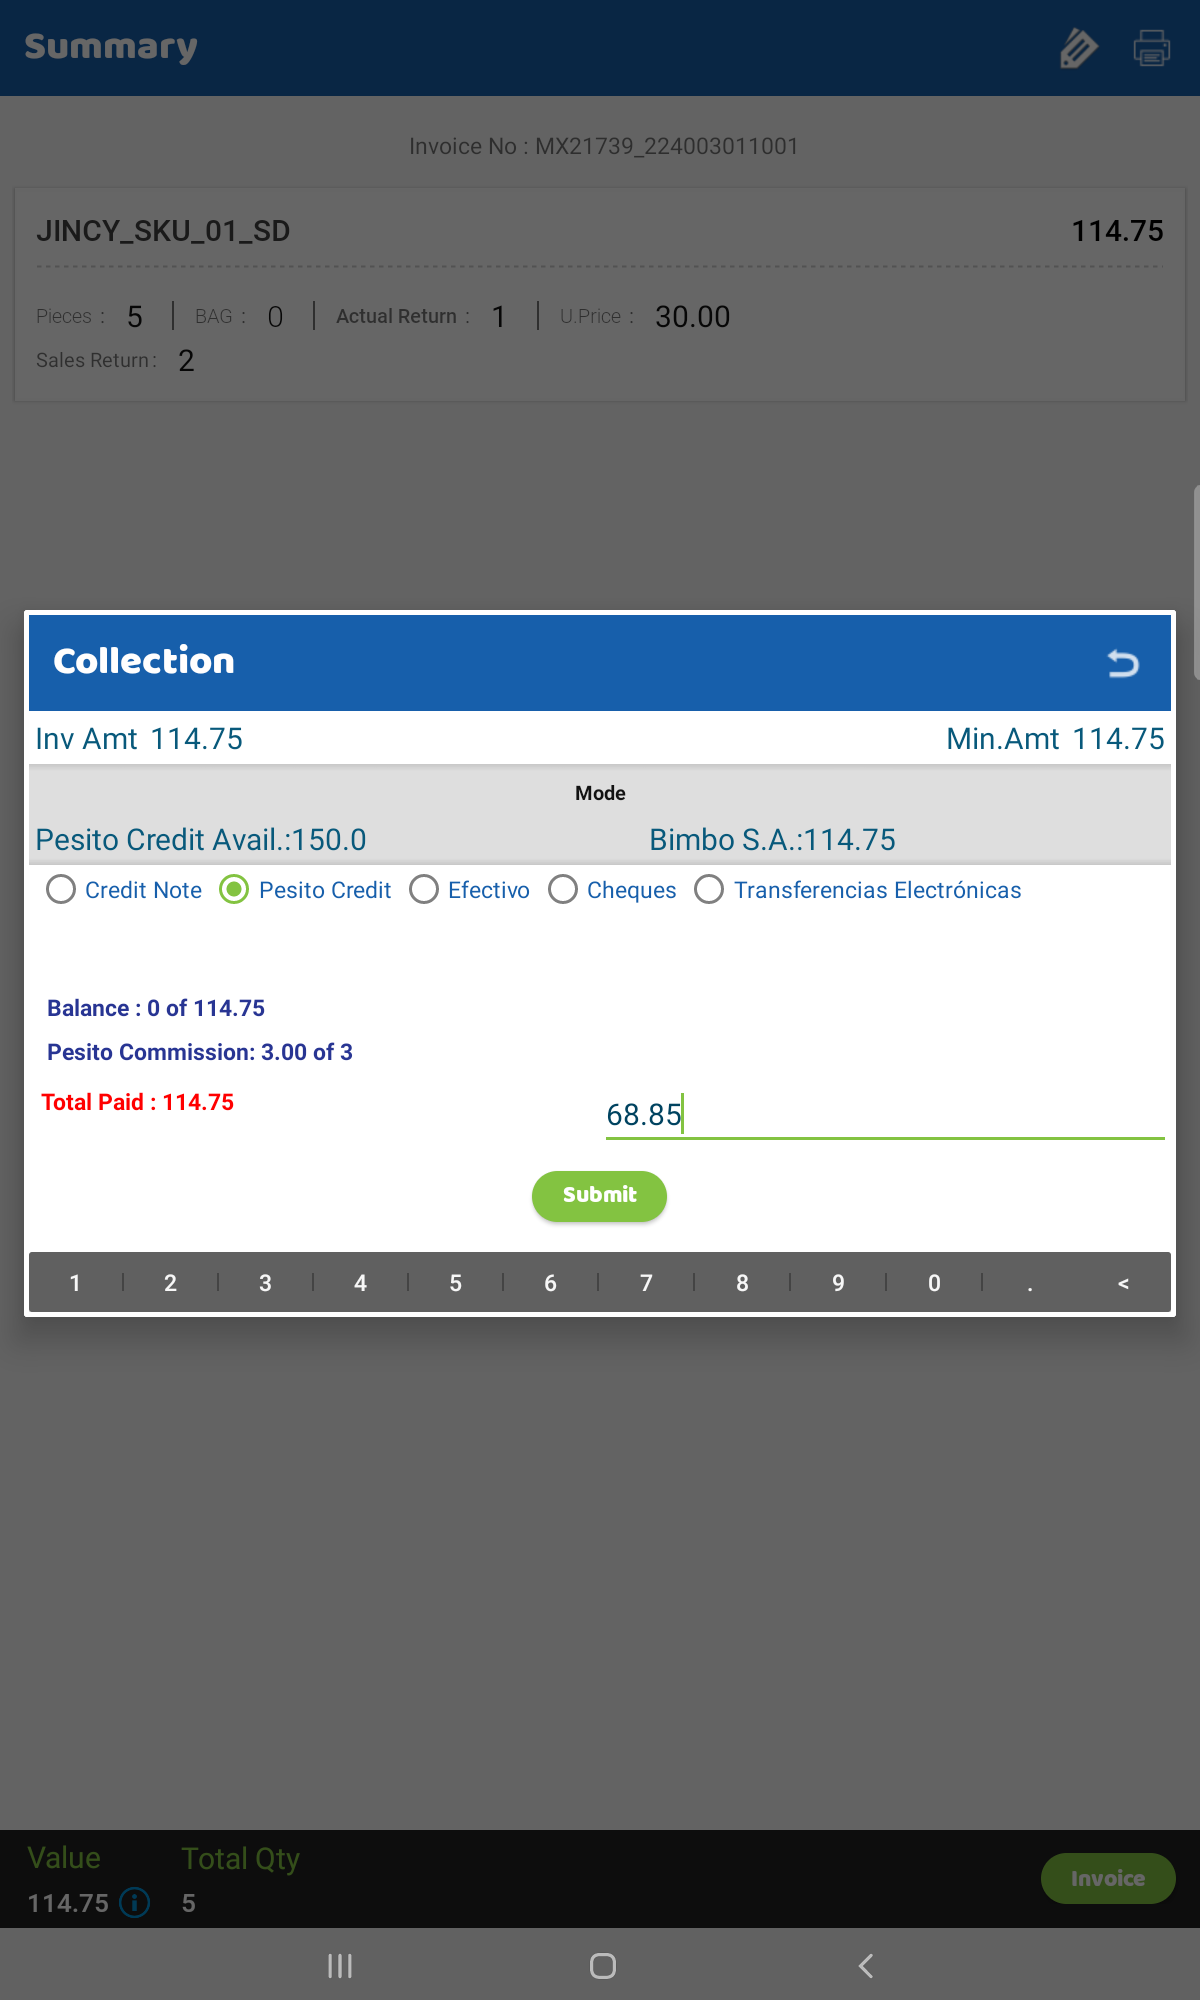 Summary
Invoice No : MX21739_224003011001
JINCY_SKU_01_SD 114.75
Pieces : 5 | BAG : 0 | Actual Return : 1 | U.Price : 30.00
Sales Return : 2
Collection
Inv Amt 114.75 Min.Amt 114.75
Mode
Pesito Credit Avail.:150.0 Bimbo S.A.:114.75
Credit Note Pesito Credit Efectivo Cheques Transferencias Electrónicas
Balance : 0 of 114.75
Pesito Commission: 3.00 of 3
Total Paid : 114.75
68.85
Submit
1 | 2 | 3 | 4 | 5 | 6 | 7 | 8 | 9 | 0 | . <
Value Total Qty
114.75 i 5
Invoice